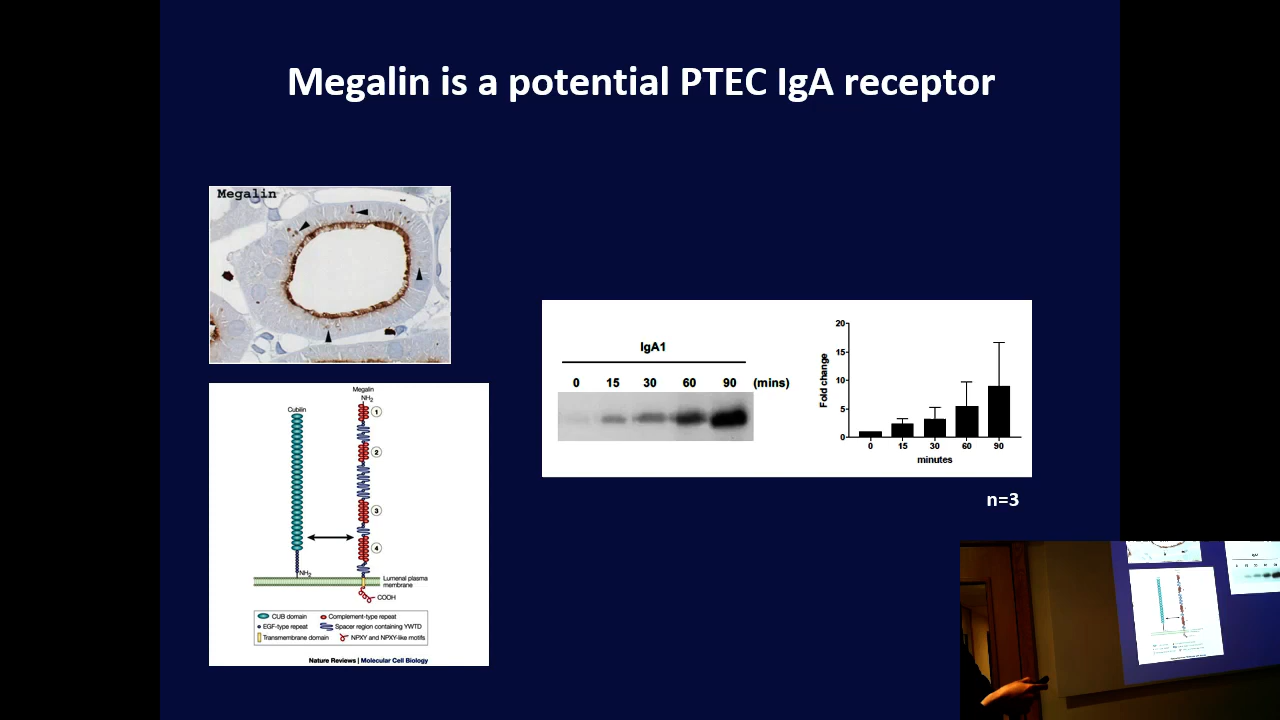 Megalin is a potential PTEC IgA receptor
Megalin
Megalin
NH2
Cubilin
1
2
3
4
NH2
Lumenal plasma
membrane
COOH
CUB domain
Complement-type repeat
EGF-type repeat
Spacer region containing YWTD
Transmembrane domain
NPXY and NPXY-like motifs
Nature Reviews | Molecular Cell Biology
IgA1
0 15 30 60 90 (mins)
Fold change
20
15
10
5
0
0 15 30 60 90
minutes
n=3